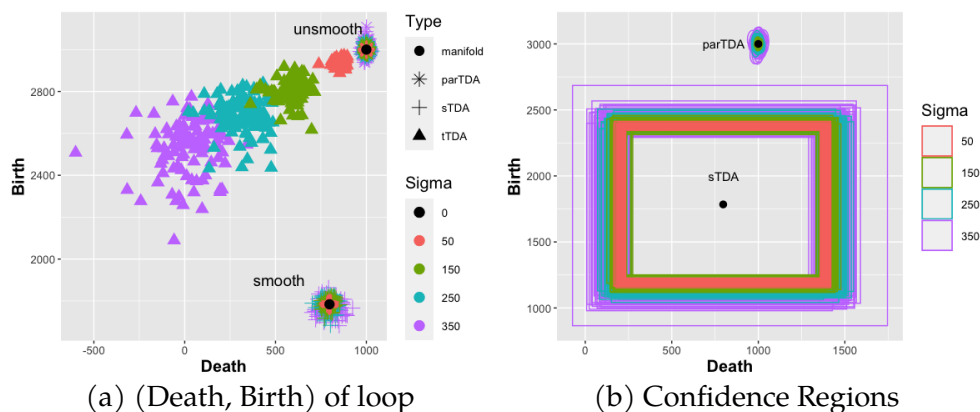 unsmooth
smooth
2800
2400
2000
Birth
-500 0 500 1000
Death
Type
manifold
parTDA
sTDA
tTDA
Sigma
0
50
150
250
350
(a) (Death, Birth) of loop
parTDA
sTDA
3000
2500
2000
1500
1000
Birth
0 500 1000 1500
Death
Sigma
50
150
250
350
(b) Confidence Regions